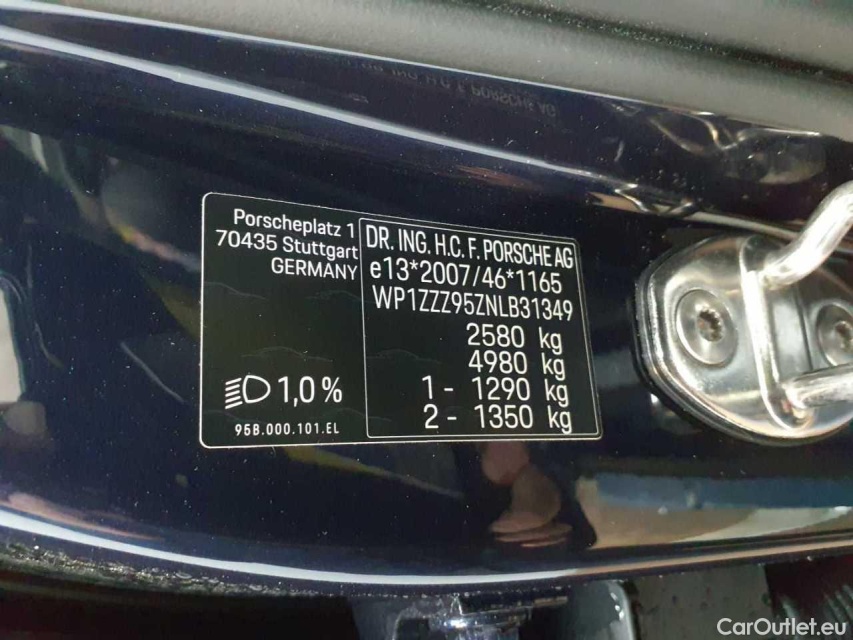 Porscheplatz 1
70435 Stuttgart
GERMANY
1,0 %
95B.000.101.EL
DR. ING. H.C. F. PORSCHE AG
e13*2007/46*1165
WP1ZZZ95ZNLB31349
2580 kg
4980 kg
1 - 1290 kg
2 - 1350 kg
CarOutlet.eu